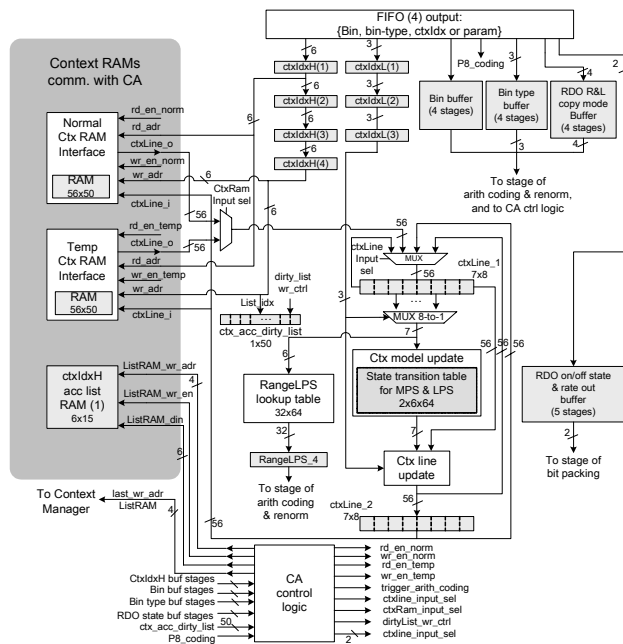 FIFO (4) output:
{Bin, bin-type, ctxIdx or param}
Context RAMs
comm. with CA
6
3
3
4
2
P8_coding
ctxIdxH(1)
ctxIdxL(1)
6
3
ctxIdxH(2)
ctxIdxL(2)
6
3
ctxIdxH(3)
ctxIdxL(3)
6
ctxIdxH(4)
Bin buffer
(4 stages)
Bin type
buffer
(4 stages)
RDO R&L
copy mode
Buffer
(4 stages)
3
4
To stage of
arith coding & renorm,
and to CA ctrl logic
Normal
Ctx RAM
Interface
RAM
56x50
rd_en_norm
rd_adr
ctxLine_o
wr_en_norm
wr_adr
ctxLine_i
6
6
6
56
56
CtxRam
Input sel
Temp
Ctx RAM
Interface
RAM
56x50
rd_en_temp
ctxLine_o
rd_adr
wr_en_temp
wr_adr
ctxLine_i
dirty_list
wr_ctrl
List_idx
...
ctx_acc_dirty_list
1x50
56
ctxLine
Input
sel
MUX
56
ctxLine_1
7x8
...
MUX 8-to-1
3
6
7
56
56
56
ctxIdxH
acc list
RAM (1)
6x15
ListRAM_wr_adr
4
ListRAM_wr_en
ListRAM_din
6
RangeLPS
lookup table
32x64
32
RangeLPS_4
To stage of
arith coding
& renorm
Ctx model update
State transition table
for MPS & LPS
2x6x64
7
Ctx line
update
56
ctxLine_2
7x8
RDO on/off state
& rate out
buffer
(5 stages)
2
To stage of
bit packing
To Context
Manager
last_wr_adr
ListRAM
4
56
CA
control
logic
CtxIdxH buf stages
Bin buf stages
Bin type buf stages
RDO state buf stages
ctx_acc_dirty_list
50
P8_coding
rd_en_norm
wr_en_norm
rd_en_temp
wr_en_temp
trigger_arith_coding
ctxline_input_sel
ctxRam_input_sel
dirtyList_wr_ctrl
2
ctxline_input_sel